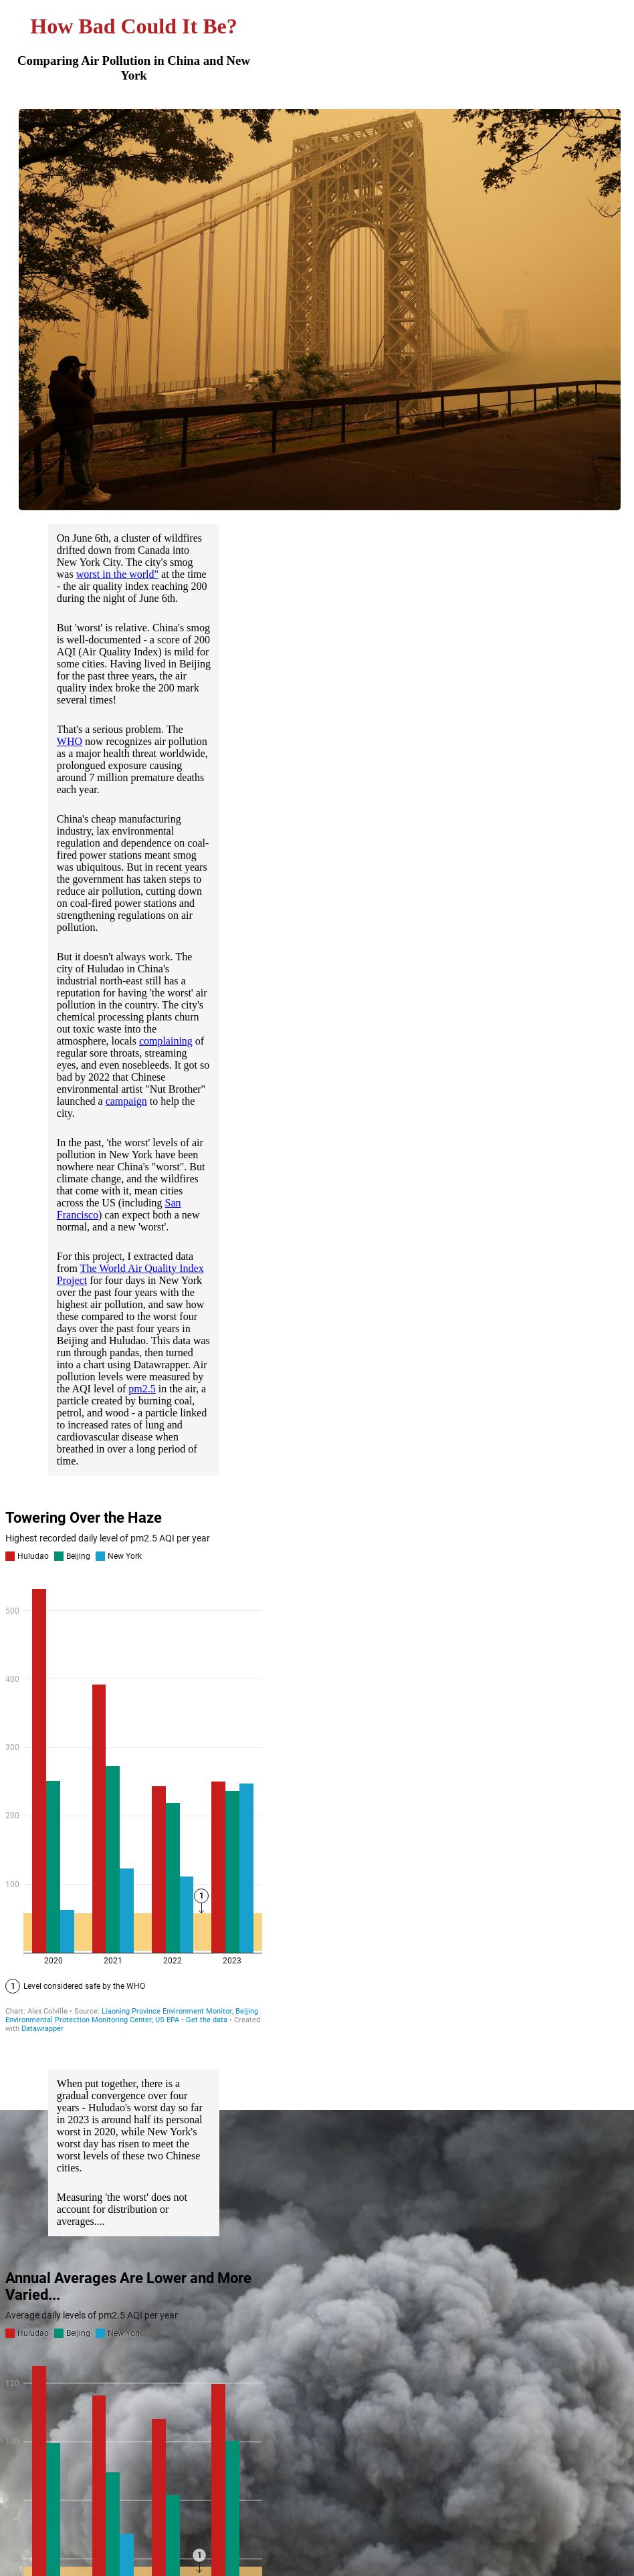 How Bad Could It Be?
Comparing Air Pollution in China and New
York
On June 6th, a cluster of wildfires
drifted down from Canada into
New York City. The city's smog
was worst in the world" at the time
- the air quality index reaching 200
during the night of June 6th.
But 'worst' is relative. China's smog
is well-documented - a score of 200
AQI (Air Quality Index) is mild for
some cities. Having lived in Beijing
for the past three years, the air
quality index broke the 200 mark
several times!
That's a serious problem. The
WHO now recognizes air pollution
as a major health threat worldwide,
prolongued exposure causing
around 7 million premature deaths
each year.
China's cheap manufacturing
industry, lax environmental
regulation and dependence on coal-
fired power stations meant smog
was ubiquitous. But in recent years
the government has taken steps to
reduce air pollution, cutting down
on coal-fired power stations and
strengthening regulations on air
pollution.
But it doesn't always work. The
city of Huludao in China's
industrial north-east still has a
reputation for having 'the worst' air
pollution in the country. The city's
chemical processing plants churn
out toxic waste into the
atmosphere, locals complaining of
regular sore throats, streaming
eyes, and even nosebleeds. It got so
bad by 2022 that Chinese
environmental artist "Nut Brother"
launched a campaign to help the
city.
In the past, 'the worst' levels of air
pollution in New York have been
nowhere near China's "worst". But
climate change, and the wildfires
that come with it, mean cities
across the US (including San
Francisco) can expect both a new
normal, and a new 'worst'.
For this project, I extracted data
from The World Air Quality Index
Project for four days in New York
over the past four years with the
highest air pollution, and saw how
these compared to the worst four
days over the past four years in
Beijing and Huludao. This data was
run through pandas, then turned
into a chart using Datawrapper. Air
pollution levels were measured by
the AQI level of pm2.5 in the air, a
particle created by burning coal,
petrol, and wood - a particle linked
to increased rates of lung and
cardiovascular disease when
breathed in over a long period of
time.
Towering Over the Haze
Highest recorded daily level of pm2.5 AQI per year
Huludao Beijing New York
500
400
300
200
100
1
2020 2021 2022 2023
1 Level considered safe by the WHO
Chart: Alex Colville • Source: Liaoning Province Environment Monitor; Beijing
Environmental Protection Monitoring Center; US EPA • Get the data • Created
with Datawrapper
When put together, there is a
gradual convergence over four
years - Huludao's worst day so far
in 2023 is around half its personal
worst in 2020, while New York's
worst day has risen to meet the
worst levels of these two Chinese
cities.
Measuring 'the worst' does not
account for distribution or
averages....
Annual Averages Are Lower and More
Varied...
Average daily levels of pm2.5 AQI per year
Huludao Beijing New York
120
100
1